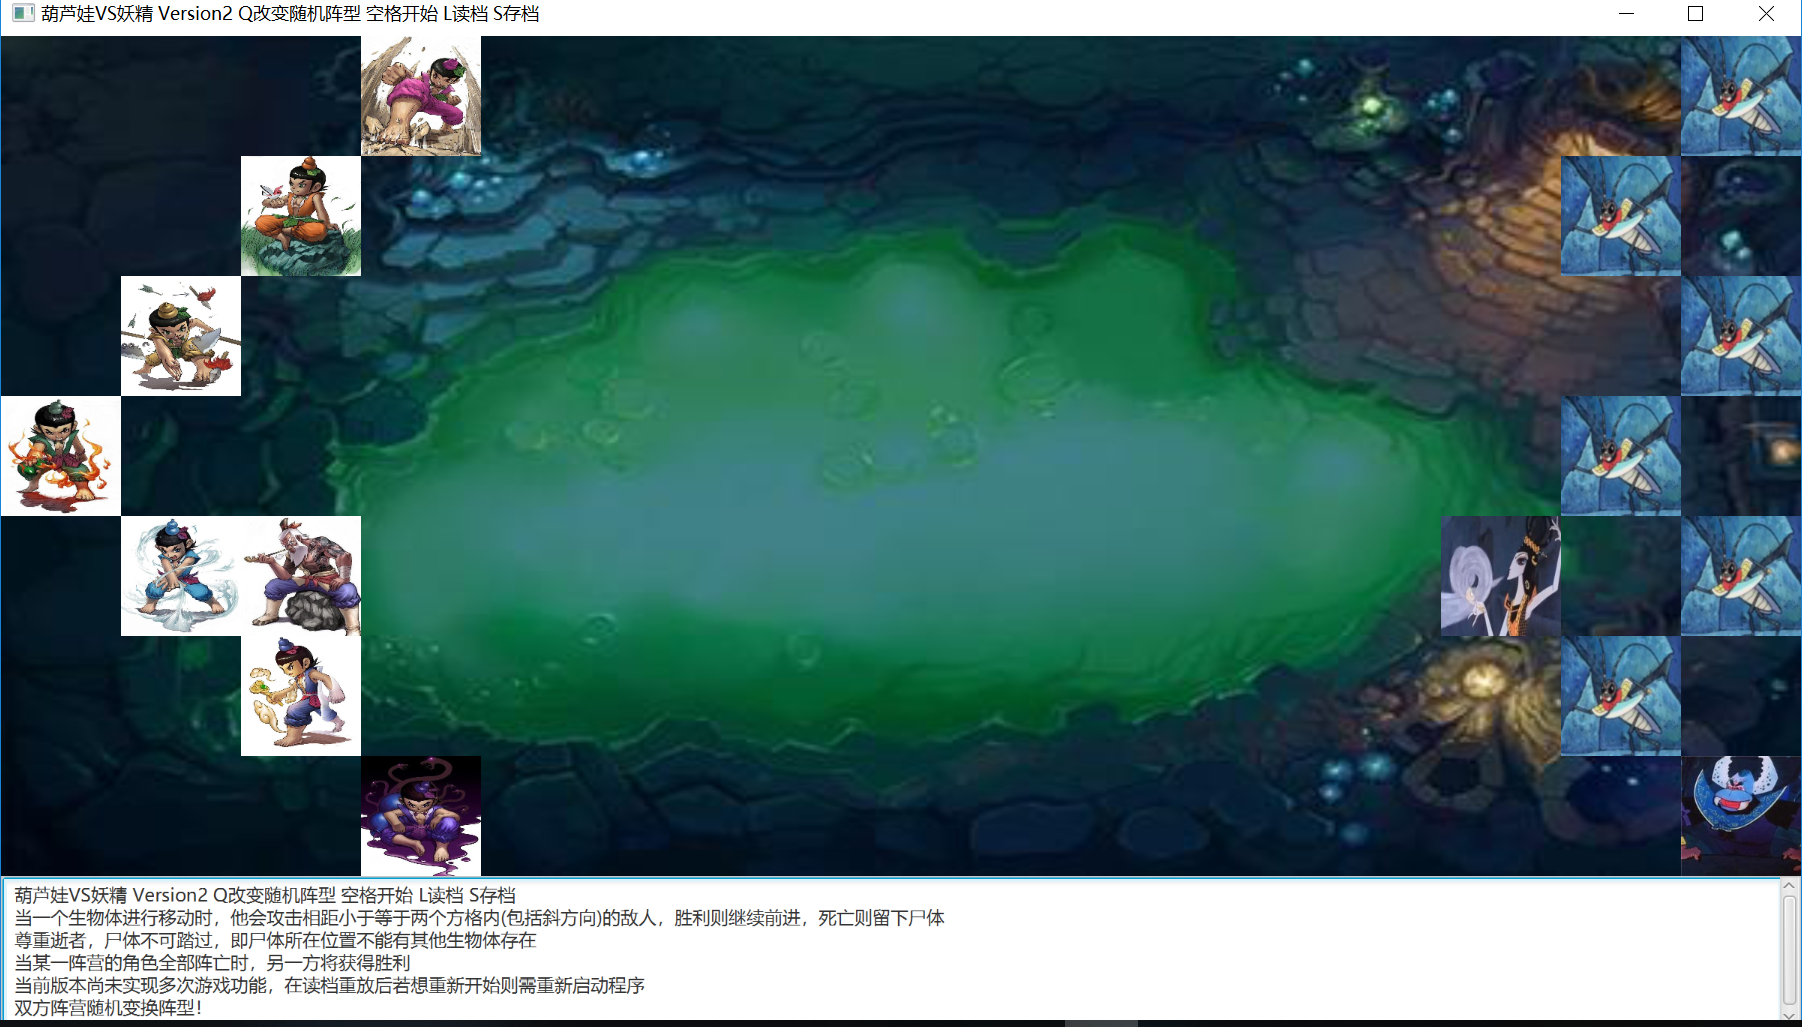 葫芦娃VS妖精 Version2 Q改变随机阵型 空格开始 L读档 S存档
葫芦娃VS妖精 Version2 Q改变随机阵型 空格开始 L读档 S存档
当一个生物体进行移动时，他会攻击相距小于等于两个方格内(包括斜方向)的敌人，胜利则继续前进，死亡则留下尸体
尊重逝者，尸体不可踏过，即尸体所在位置不能有其他生物体存在
当某一阵营的角色全部阵亡时，另一方将获得胜利
当前版本尚未实现多次游戏功能，在读档重放后若想重新开始则需重新启动程序
双方阵营随机变换阵型！